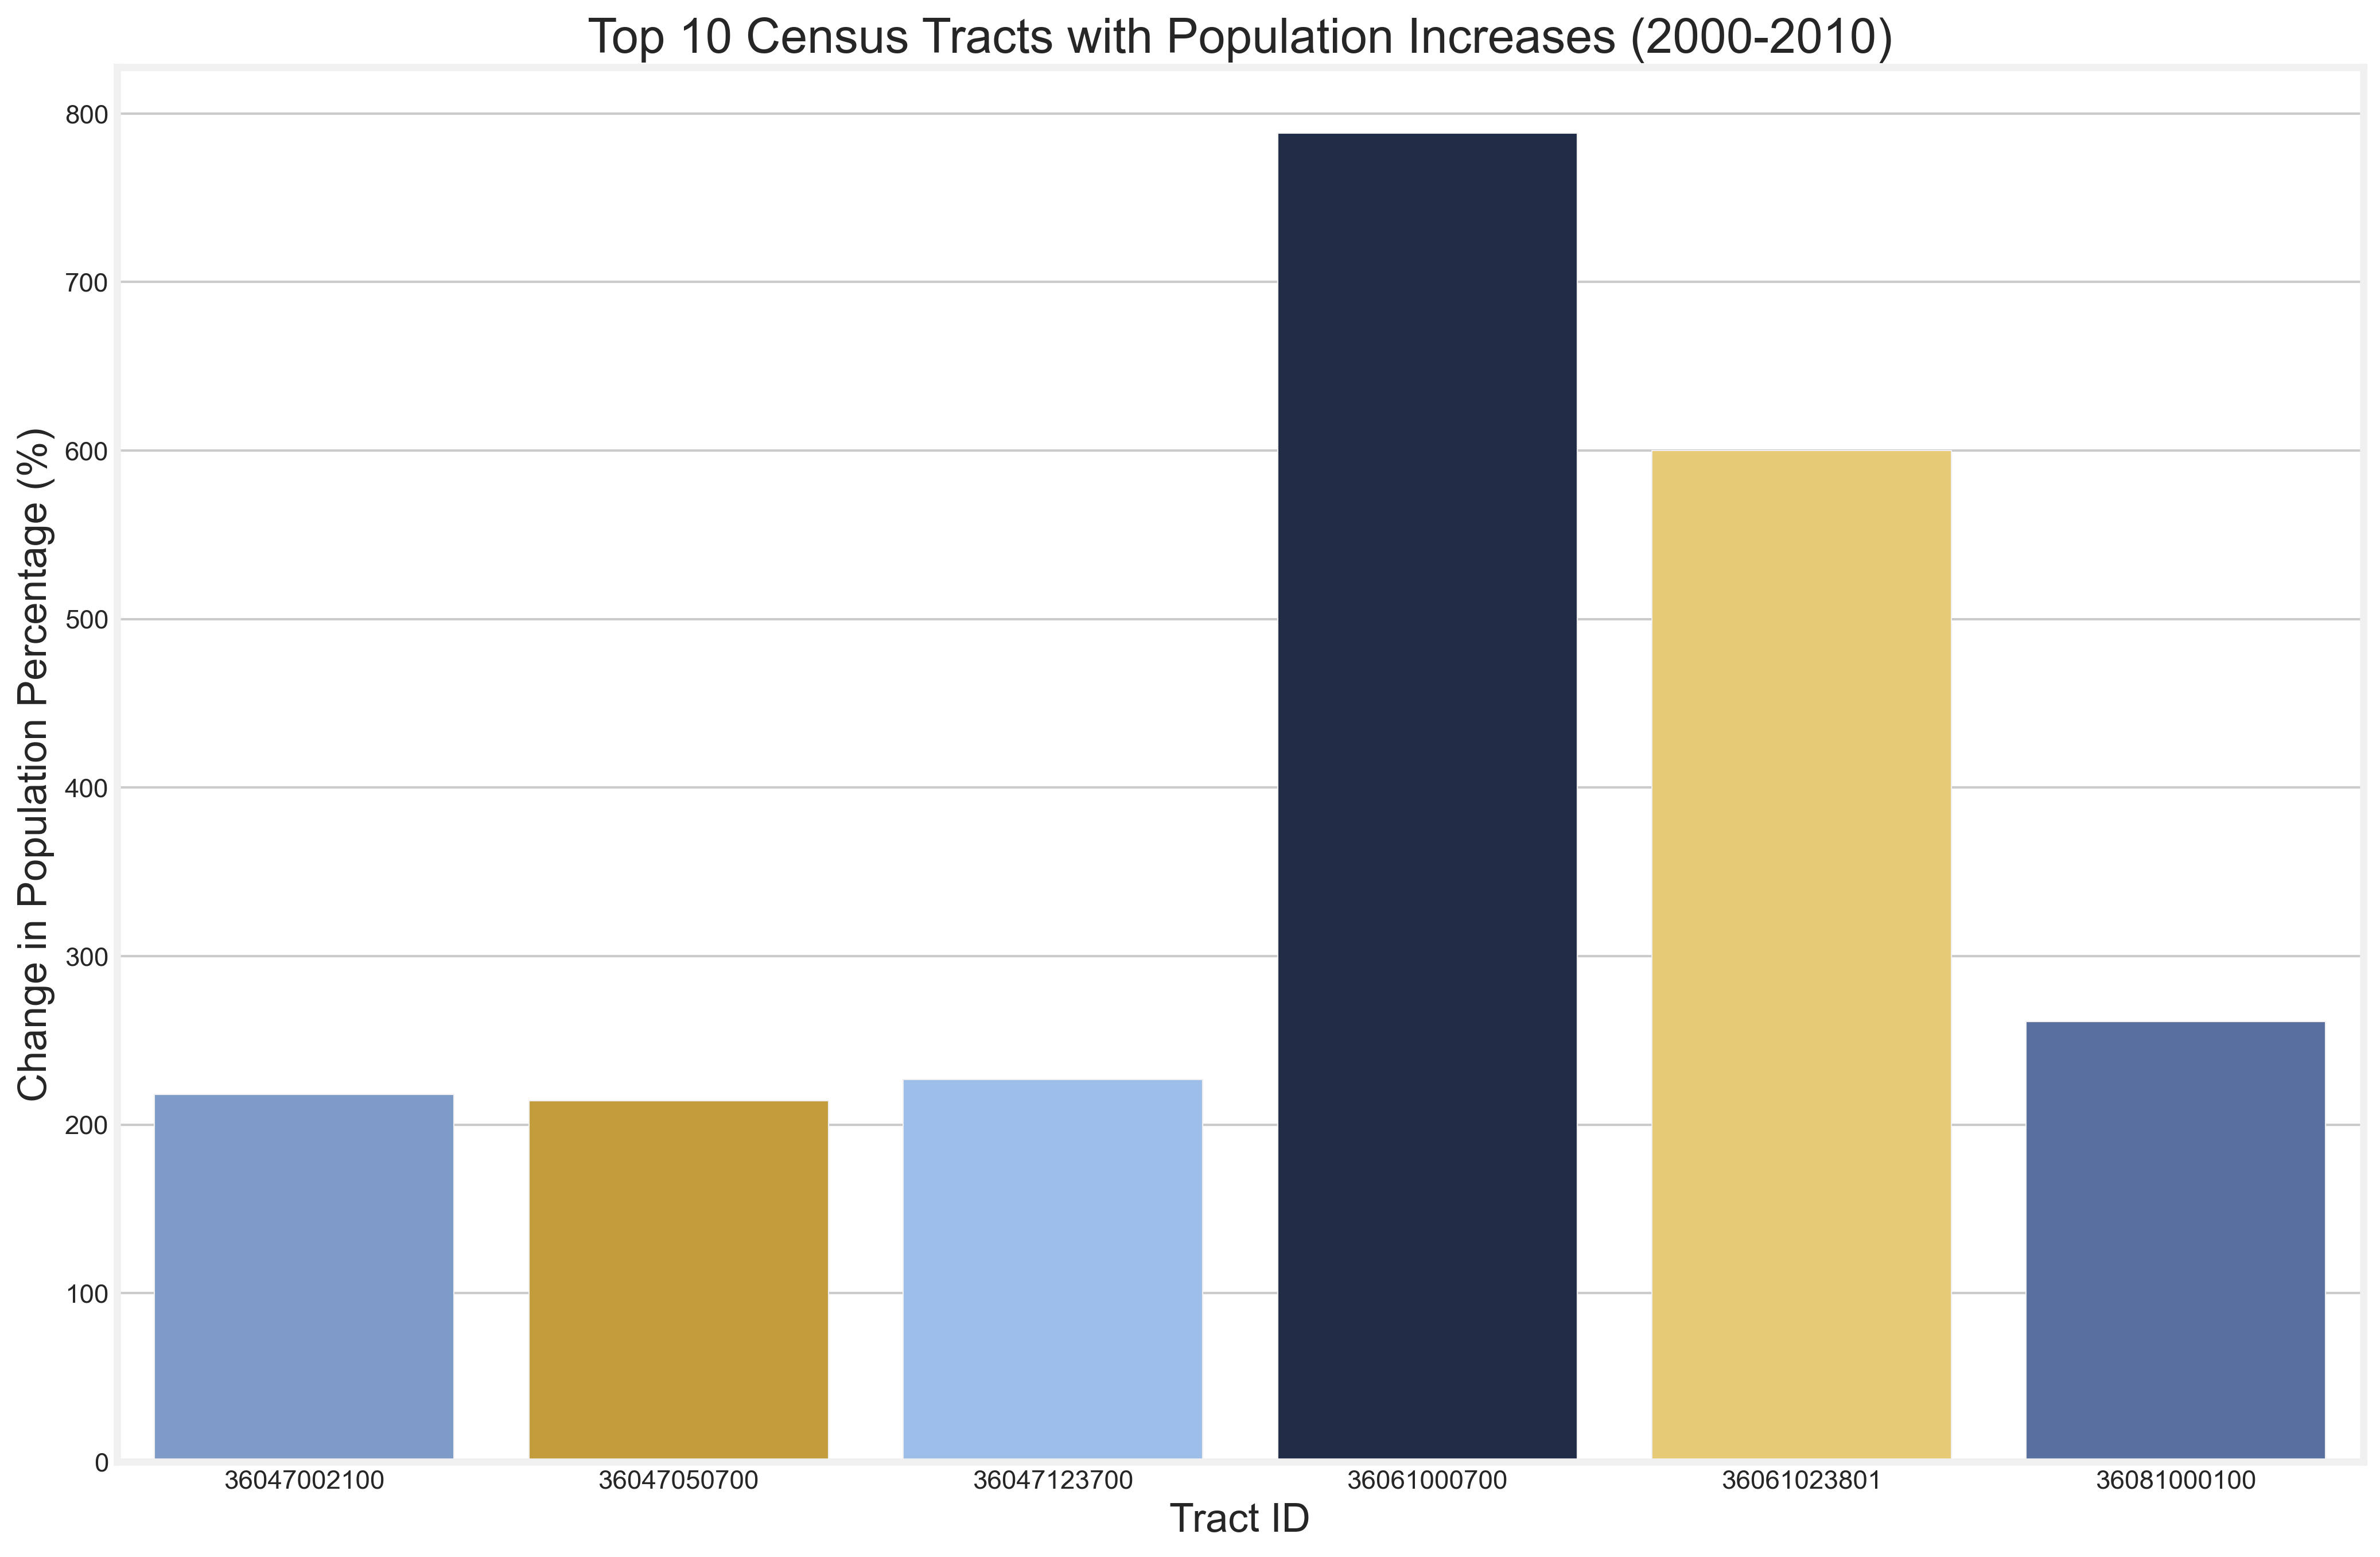 Top 10 Census Tracts with Population Increases (2000-2010)
Change in Population Percentage (%)
800
700
600
500
400
300
200
100
0
36047002100 36047050700 36047123700 36061000700 36061023801 36081000100
Tract ID